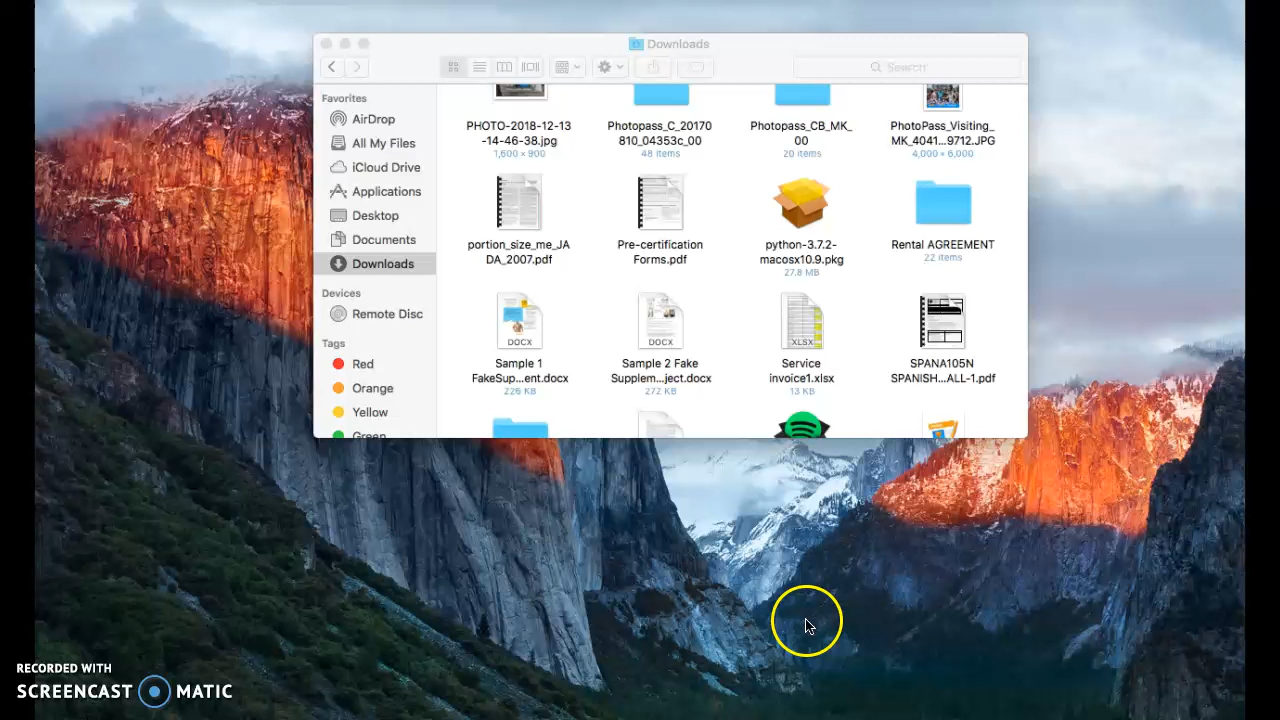 Downloads
Search
Favorites
AirDrop
All My Files
iCloud Drive
Applications
Desktop
Documents
Downloads
Devices
Remote Disc
Tags
Red
Orange
Yellow
Green
PHOTO-2018-12-13
-14-46-38.jpg
1,600 × 900
Photopass_C_20170
810_04353c_00
48 items
Photopass_CB_MK_
00
20 items
PhotoPass_Visiting_
MK_4041...9712.JPG
4,000 × 6,000
portion_size_me_JA
DA_2007.pdf
Pre-certification
Forms.pdf
python-3.7.2-
macosx10.9.pkg
27.8 MB
Rental AGREEMENT
22 items
DOCX
Sample 1
FakeSup...ent.docx
226 KB
DOCX
Sample 2 Fake
Supplem...ject.docx
272 KB
XLSX
Service
invoice1.xlsx
13 KB
SPANA105N
SPANISH...ALL-1.pdf
RECORDED WITH
SCREENCAST MATIC